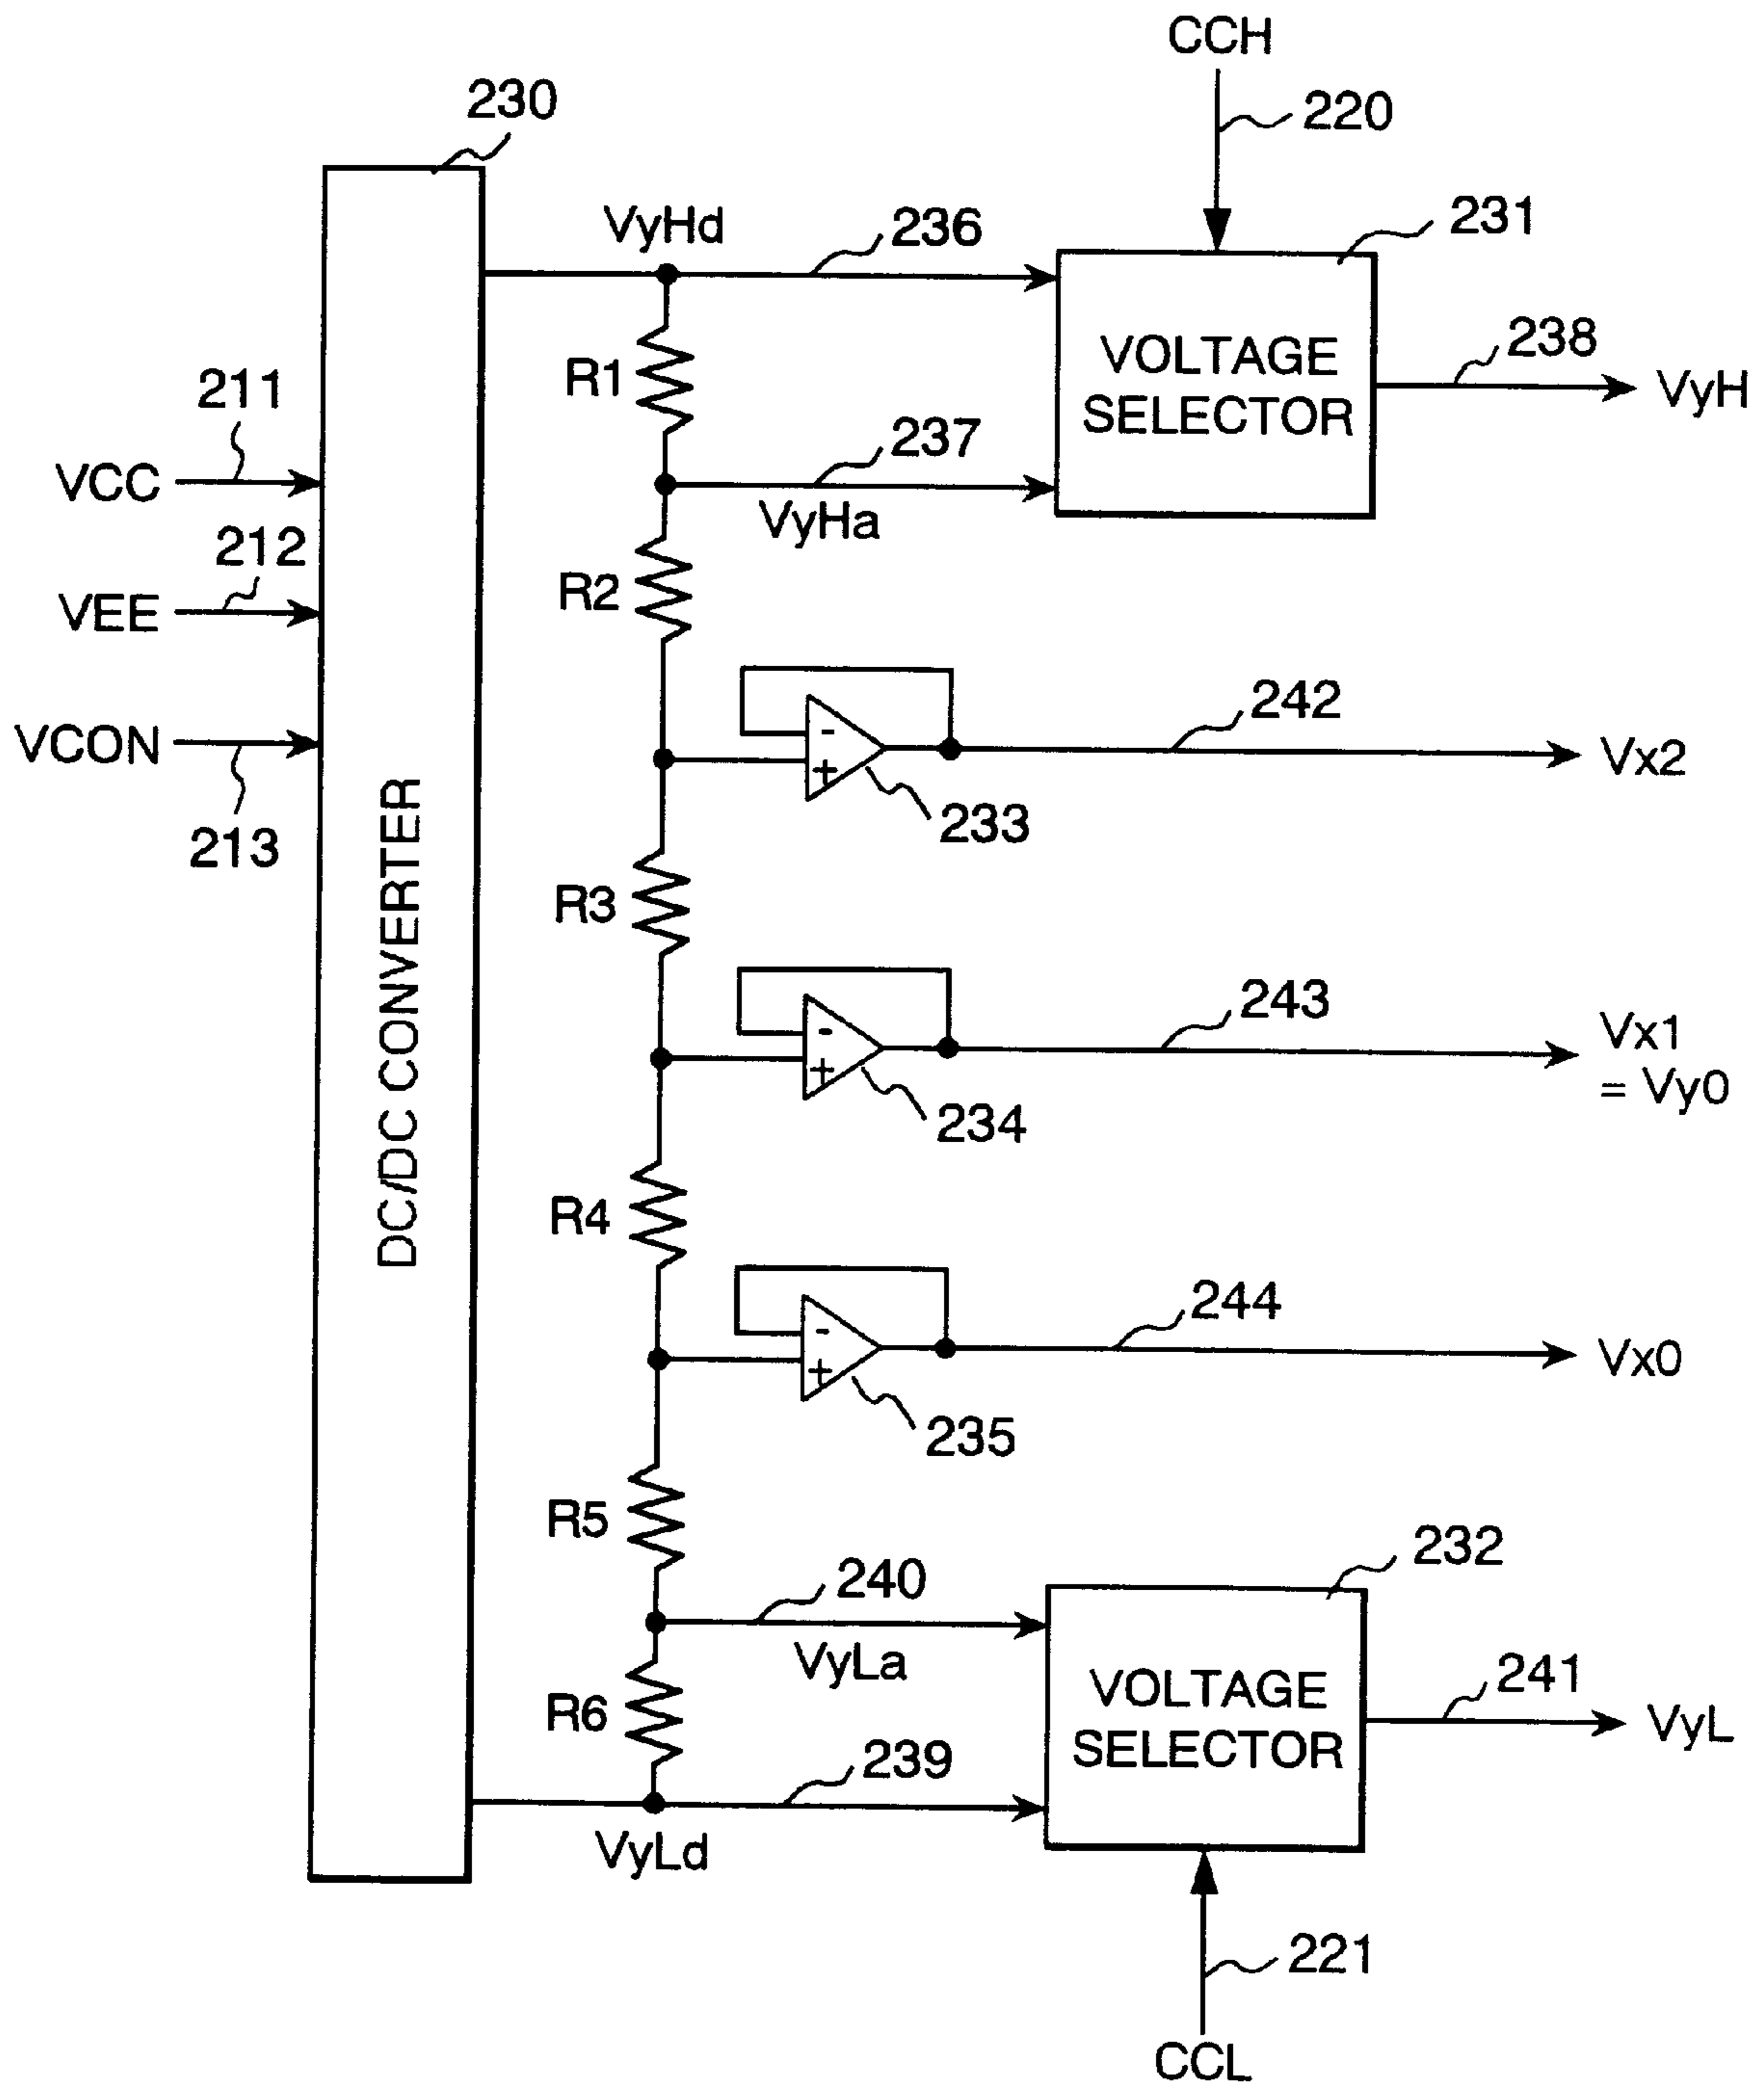 CCH
220
230
231
VyHd
236
VOLTAGE
SELECTOR
238
VyH
R1
237
VyHa
211
VCC
212
VEE
VCON
213
DC/DC CONVERTER
R2
242
-
+
Vx2
233
R3
243
-
+
Vx1
= Vy0
234
R4
244
-
+
Vx0
235
R5
232
240
VyLa
VOLTAGE
SELECTOR
241
VyL
R6
239
VyLd
221
CCL